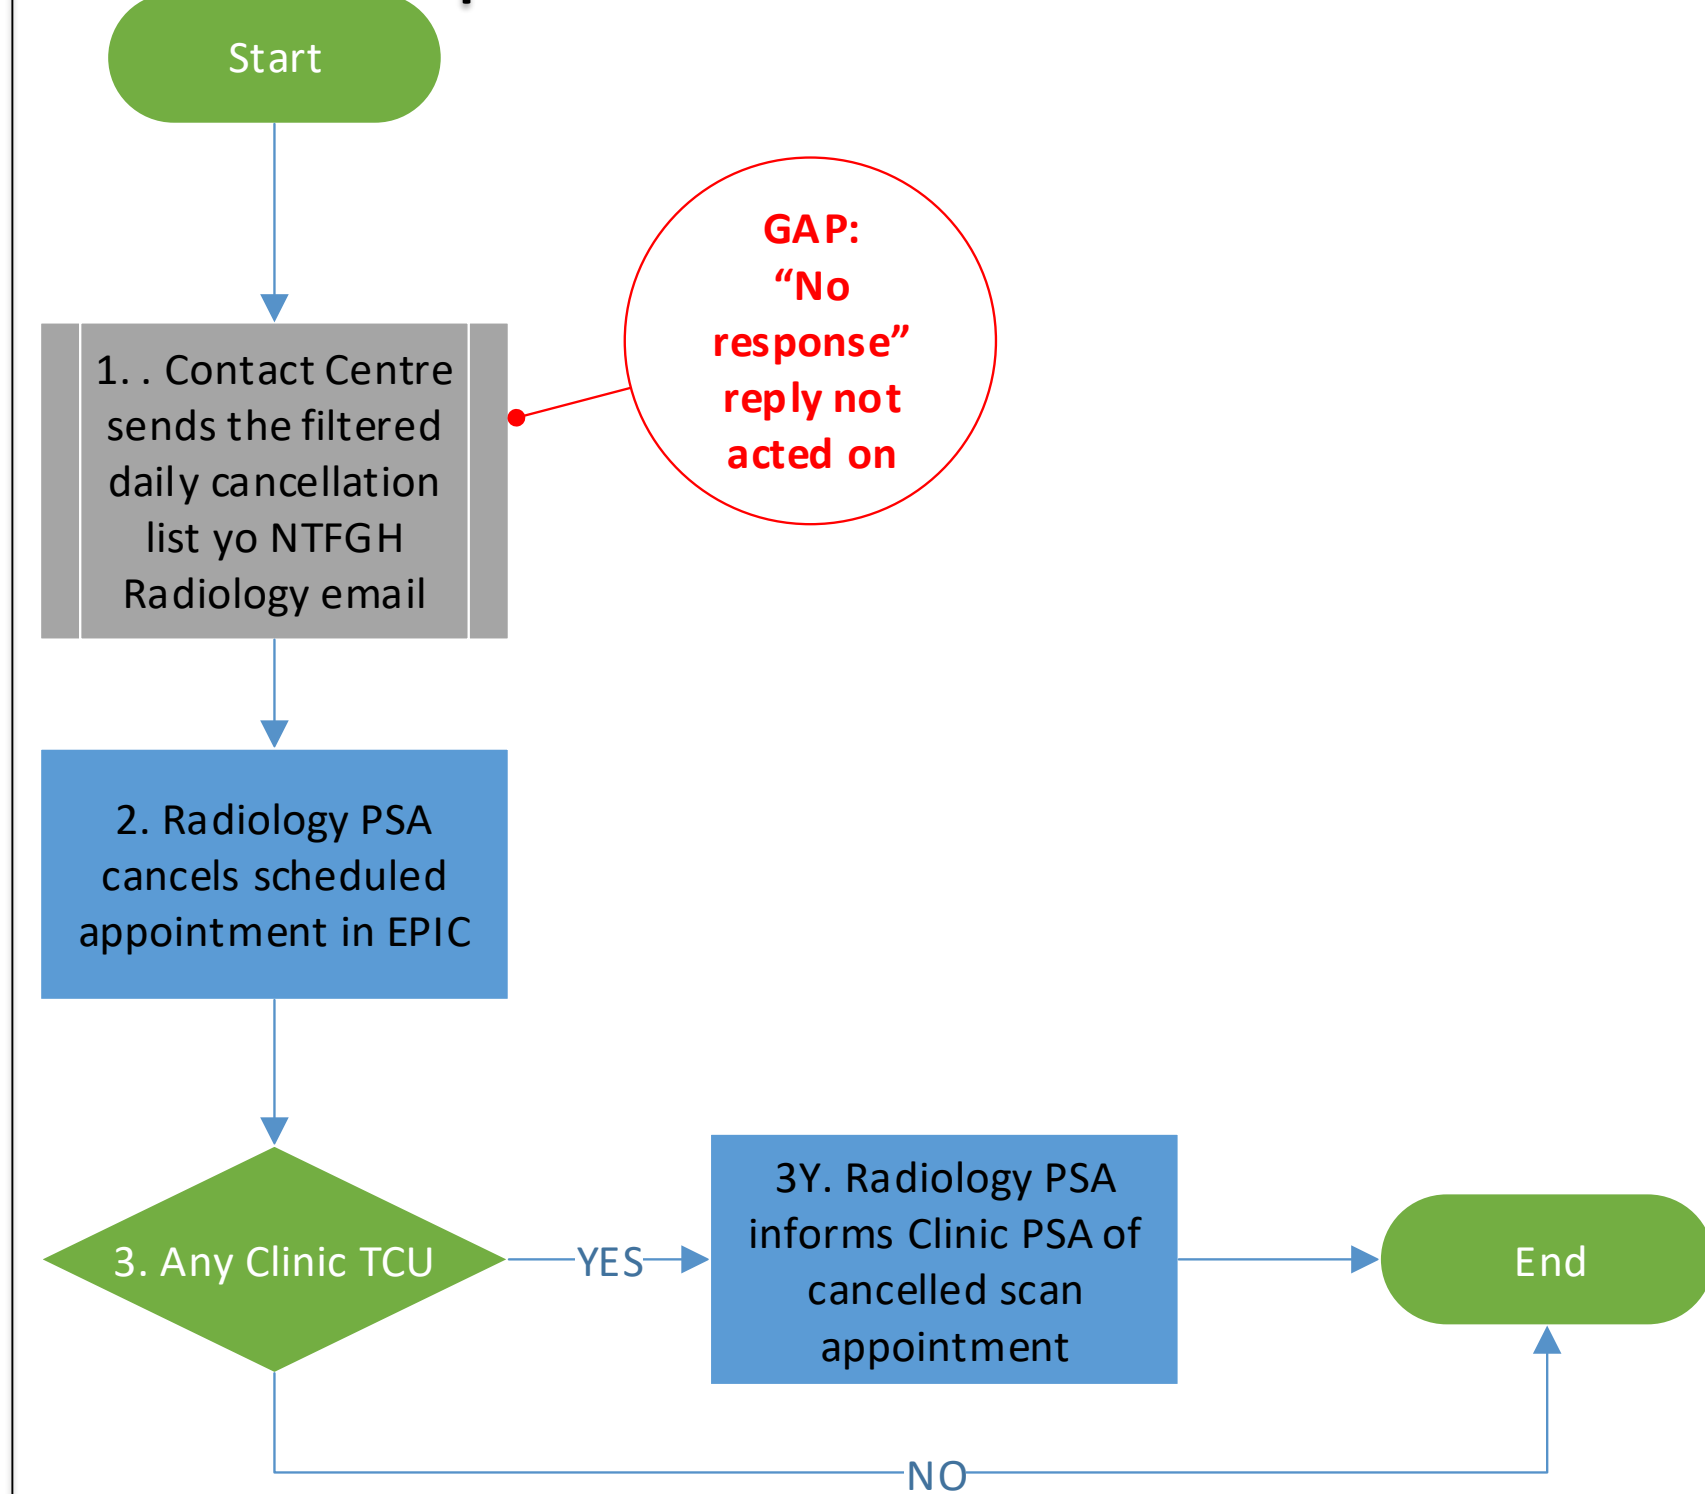 Start
GAP:
“No
response”
reply not
acted on
1. . Contact Centre
sends the filtered
daily cancellation
list yo NTFGH
Radiology email
2. Radiology PSA
cancels scheduled
appointment in EPIC
3. Any Clinic TCU
YES
3Y. Radiology PSA
informs Clinic PSA of
cancelled scan
appointment
End
NO